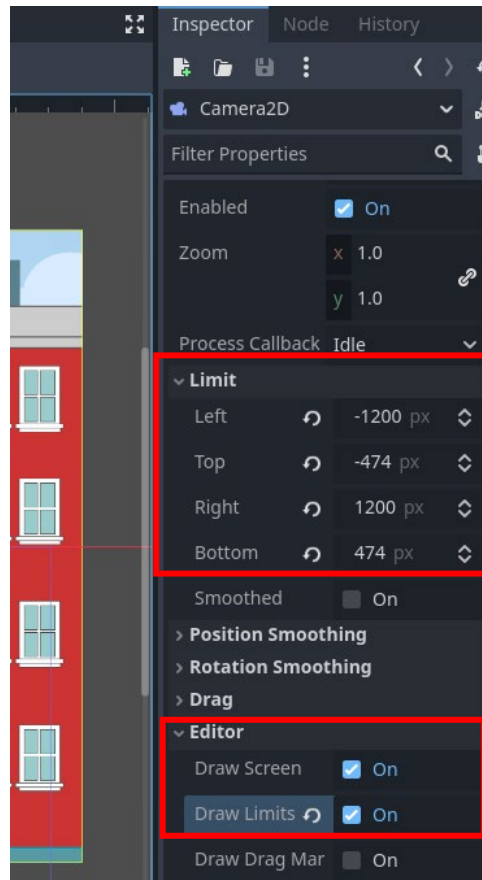 Inspector Node History
Camera2D
Filter Properties
Enabled On
Zoom x 1.0
y 1.0
Process Callback Idle
Limit
Left -1200 px
Top -474 px
Right 1200 px
Bottom 474 px
Smoothed On
Position Smoothing
Rotation Smoothing
Drag
Editor
Draw Screen On
Draw Limits On
Draw Drag Mar On